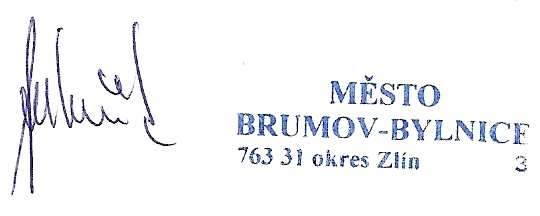 MĚSTO
BRUMOV-BYLNICE
763 31 okres Zlín 3